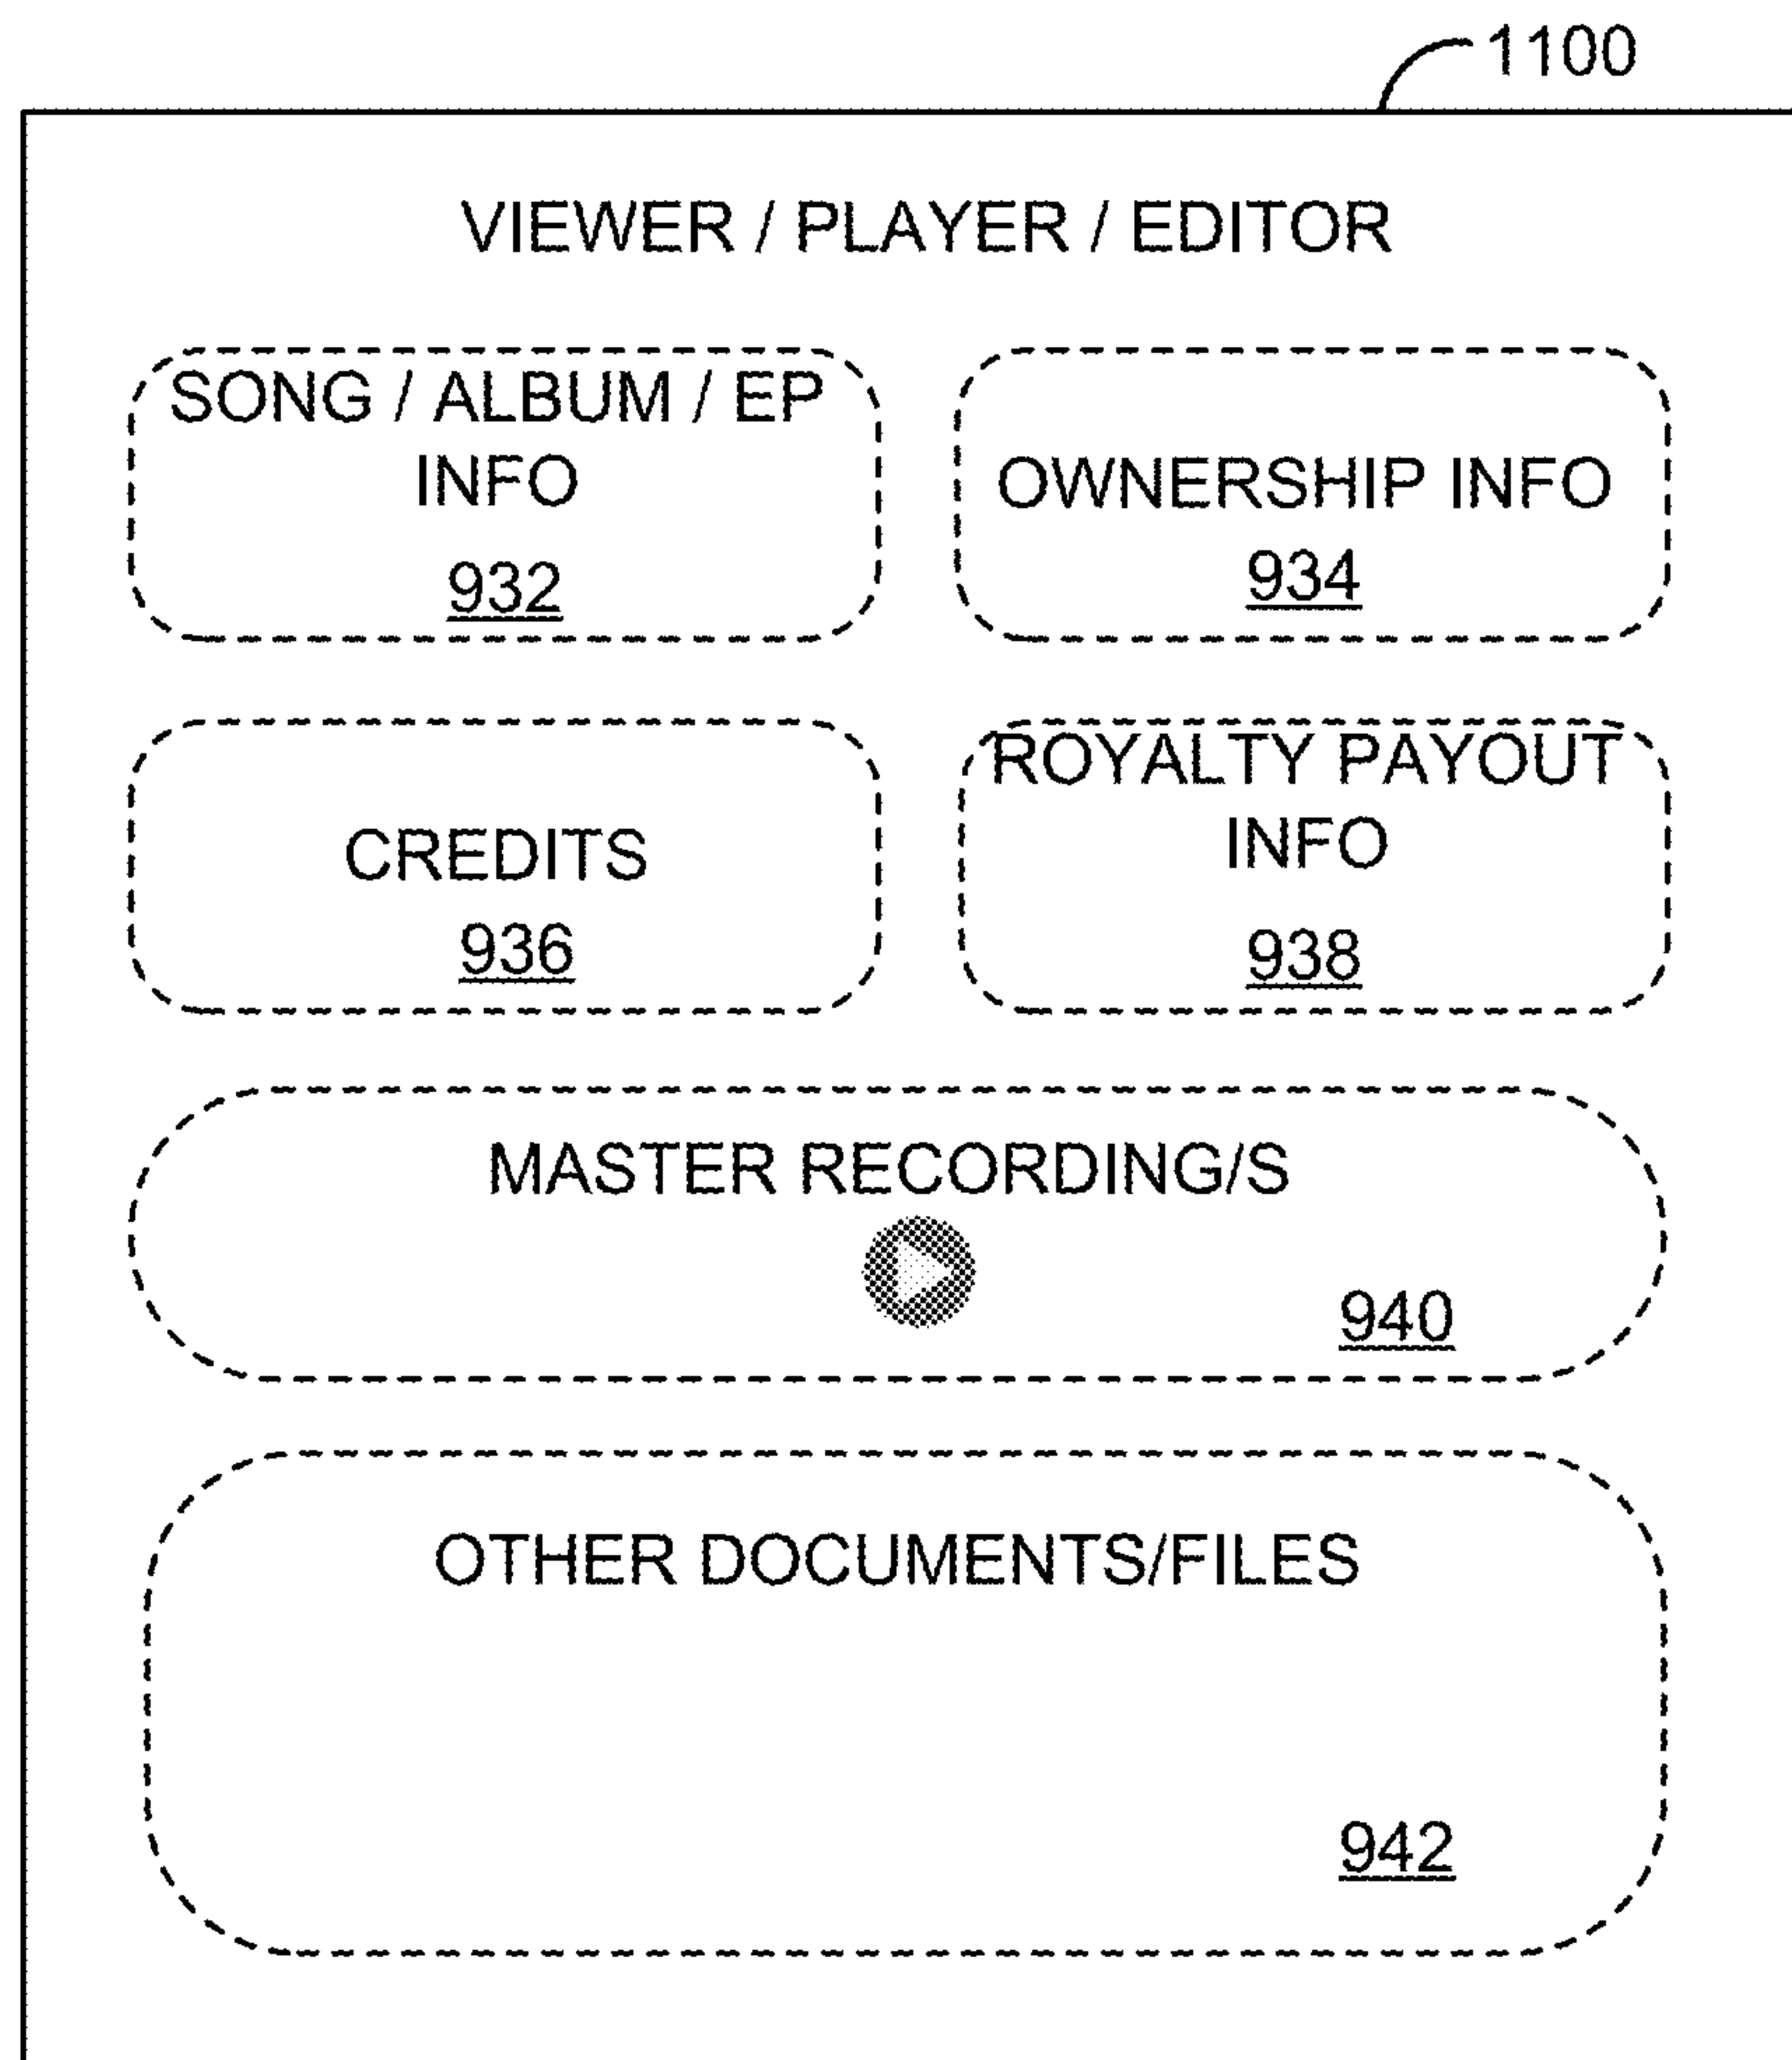 1100
VIEWER / PLAYER / EDITOR
SONG / ALBUM / EP
INFO
932
OWNERSHIP INFO
934
CREDITS
936
ROYALTY PAYOUT
INFO
938
MASTER RECORDING/S
940
OTHER DOCUMENTS/FILES
942